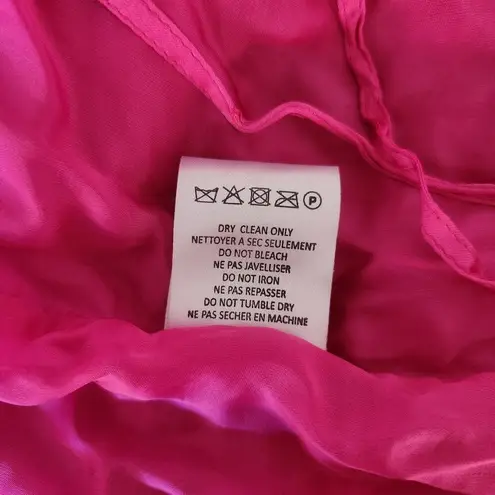 P
DRY CLEAN ONLY
NETTOYER A SEC SEULEMENT
DO NOT BLEACH
NE PAS JAVELLISER
DO NOT IRON
NE PAS REPASSER
DO NOT TUMBLE DRY
NE PAS SECHER EN MACHINE